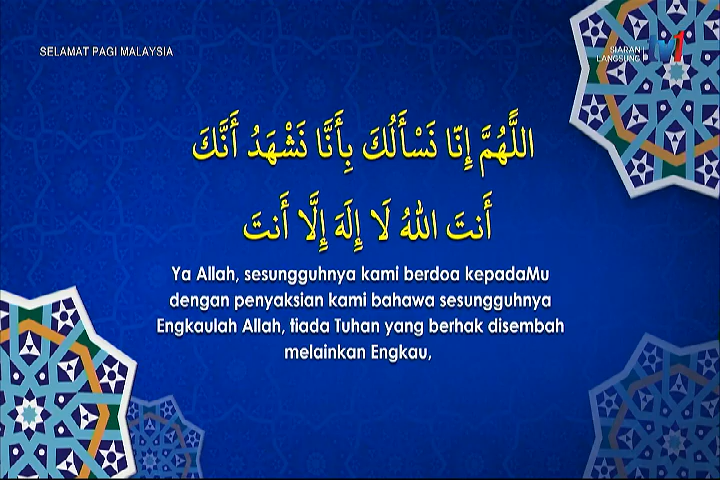 SELAMAT PAGI MALAYSIA
SIARAN
LANGSUNG
TV1
اللَّهُمَّ إِنَّا نَسْأَلُكَ بِأَنَّا نَشْهَدُ أَنَّكَ
أَنتَ اللهُ لَا إِلَهَ إِلَّا أَنتَ
Ya Allah, sesungguhnya kami berdoa kepadaMu
dengan penyaksian kami bahawa sesungguhnya
Engkaulah Allah, tiada Tuhan yang berhak disembah
melainkan Engkau,